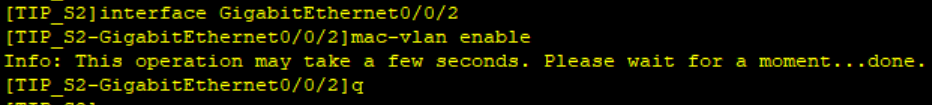 [TIP_S2]interface GigabitEthernet0/0/2
[TIP_S2-GigabitEthernet0/0/2]mac-vlan enable
Info: This operation may take a few seconds. Please wait for a moment...done.
[TIP_S2-GigabitEthernet0/0/2]q